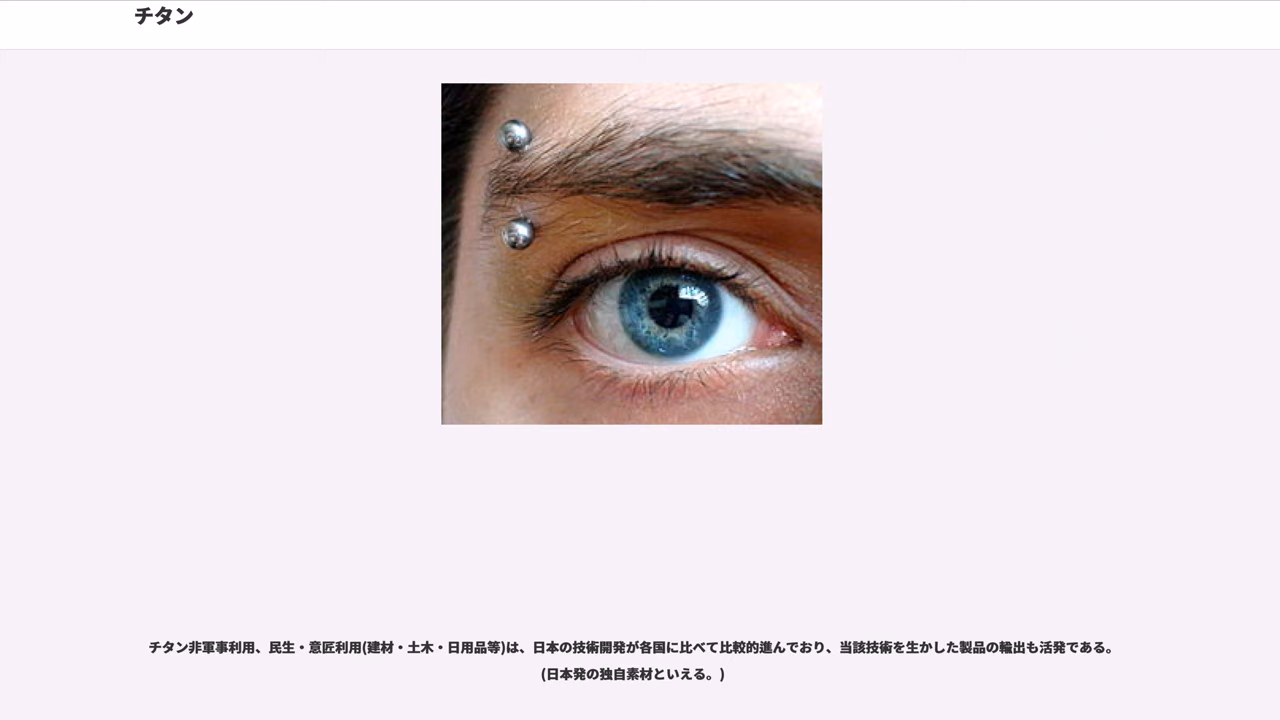 チタン
チタン非軍事利用、民生・意匠利用(建材・土木・日用品等)は、日本の技術開発が各国に比べて比較的進んでおり、当該技術を生かした製品の輸出も活発である。
(日本発の独自素材といえる。)